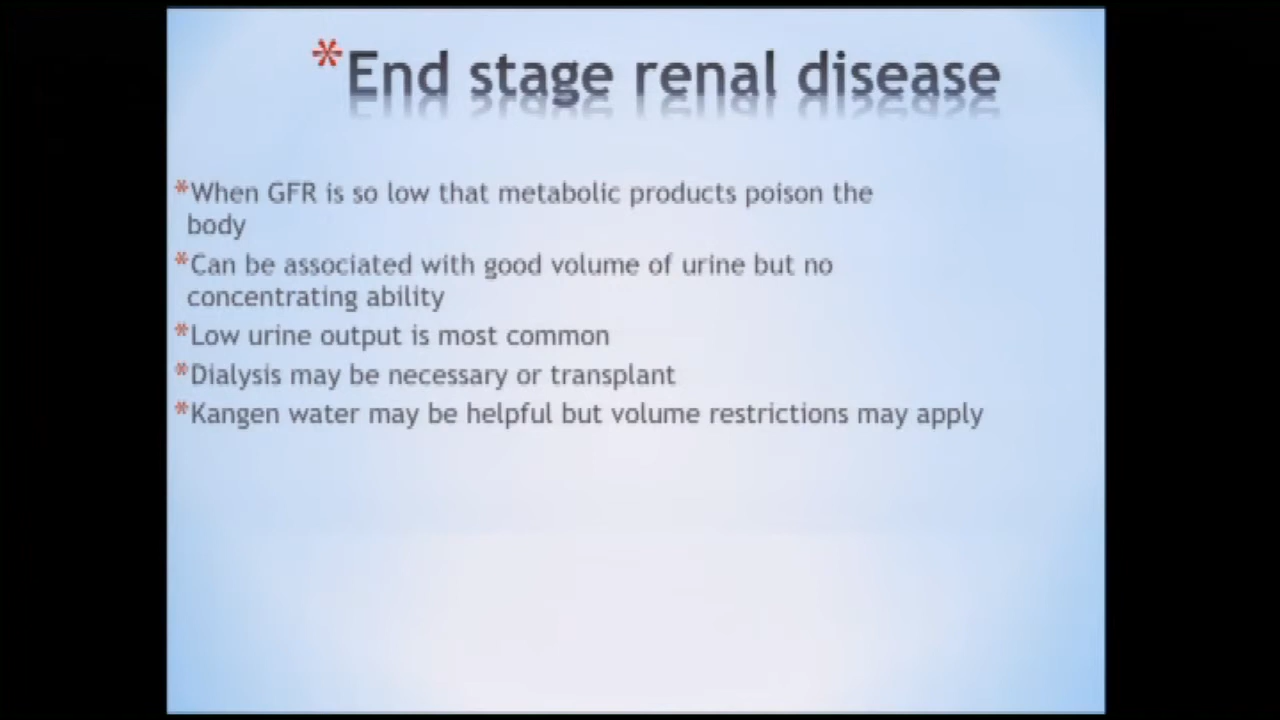 *End stage renal disease
*When GFR is so low that metabolic products poison the
body
*Can be associated with good volume of urine but no
concentrating ability
*Low urine output is most common
*Dialysis may be necessary or transplant
*Kangen water may be helpful but volume restrictions may apply